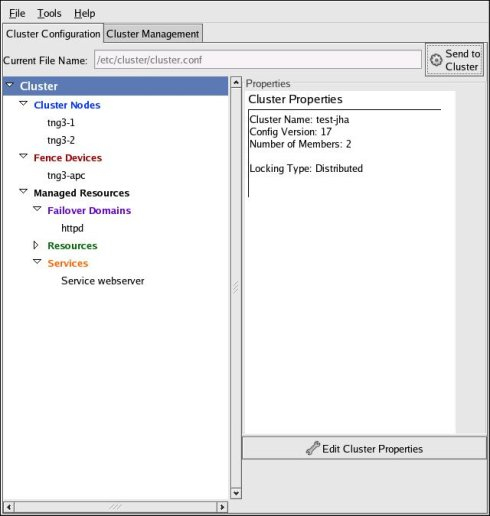 File Tools Help
Cluster Configuration Cluster Management
Current File Name: /etc/cluster/cluster.conf
Send to
Cluster
Cluster
Cluster Nodes
tng3-1
tng3-2
Fence Devices
tng3-apc
Managed Resources
Failover Domains
httpd
Resources
Services
Service webserver
Properties
Cluster Properties
Cluster Name: test-jha
Config Version: 17
Number of Members: 2
Locking Type: Distributed
Edit Cluster Properties